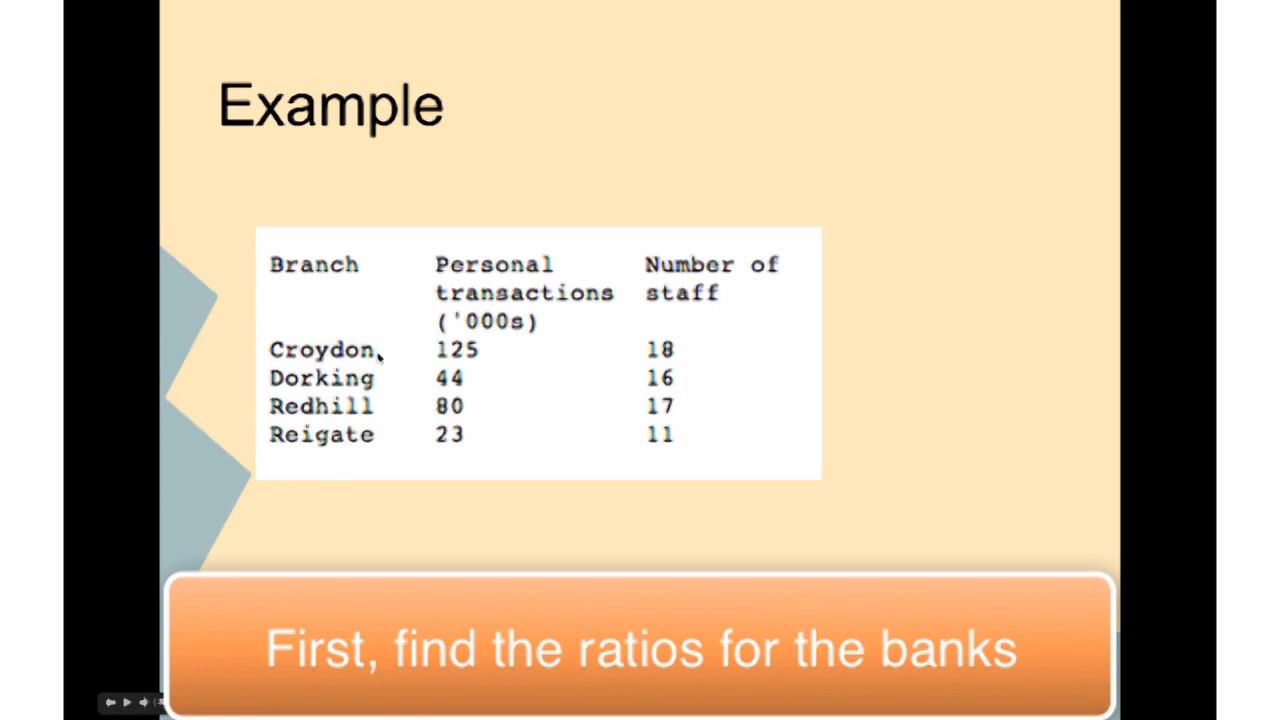 Example
Branch Personal Number of
transactions staff
('000s)
Croydon 125 18
Dorking 44 16
Redhill 80 17
Reigate 23 11
First, find the ratios for the banks